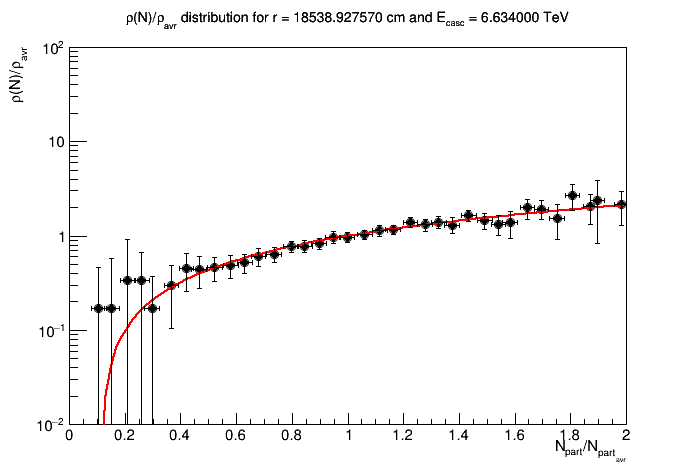 ρ(N)/ρavr distribution for r = 18538.927570 cm and Ecasc = 6.634000 TeV
ρ(N)/ρavr
10²
10
1
10⁻¹
10⁻²
0 0.2 0.4 0.6 0.8 1 1.2 1.4 1.6 1.8 2
Npart/Npartavr